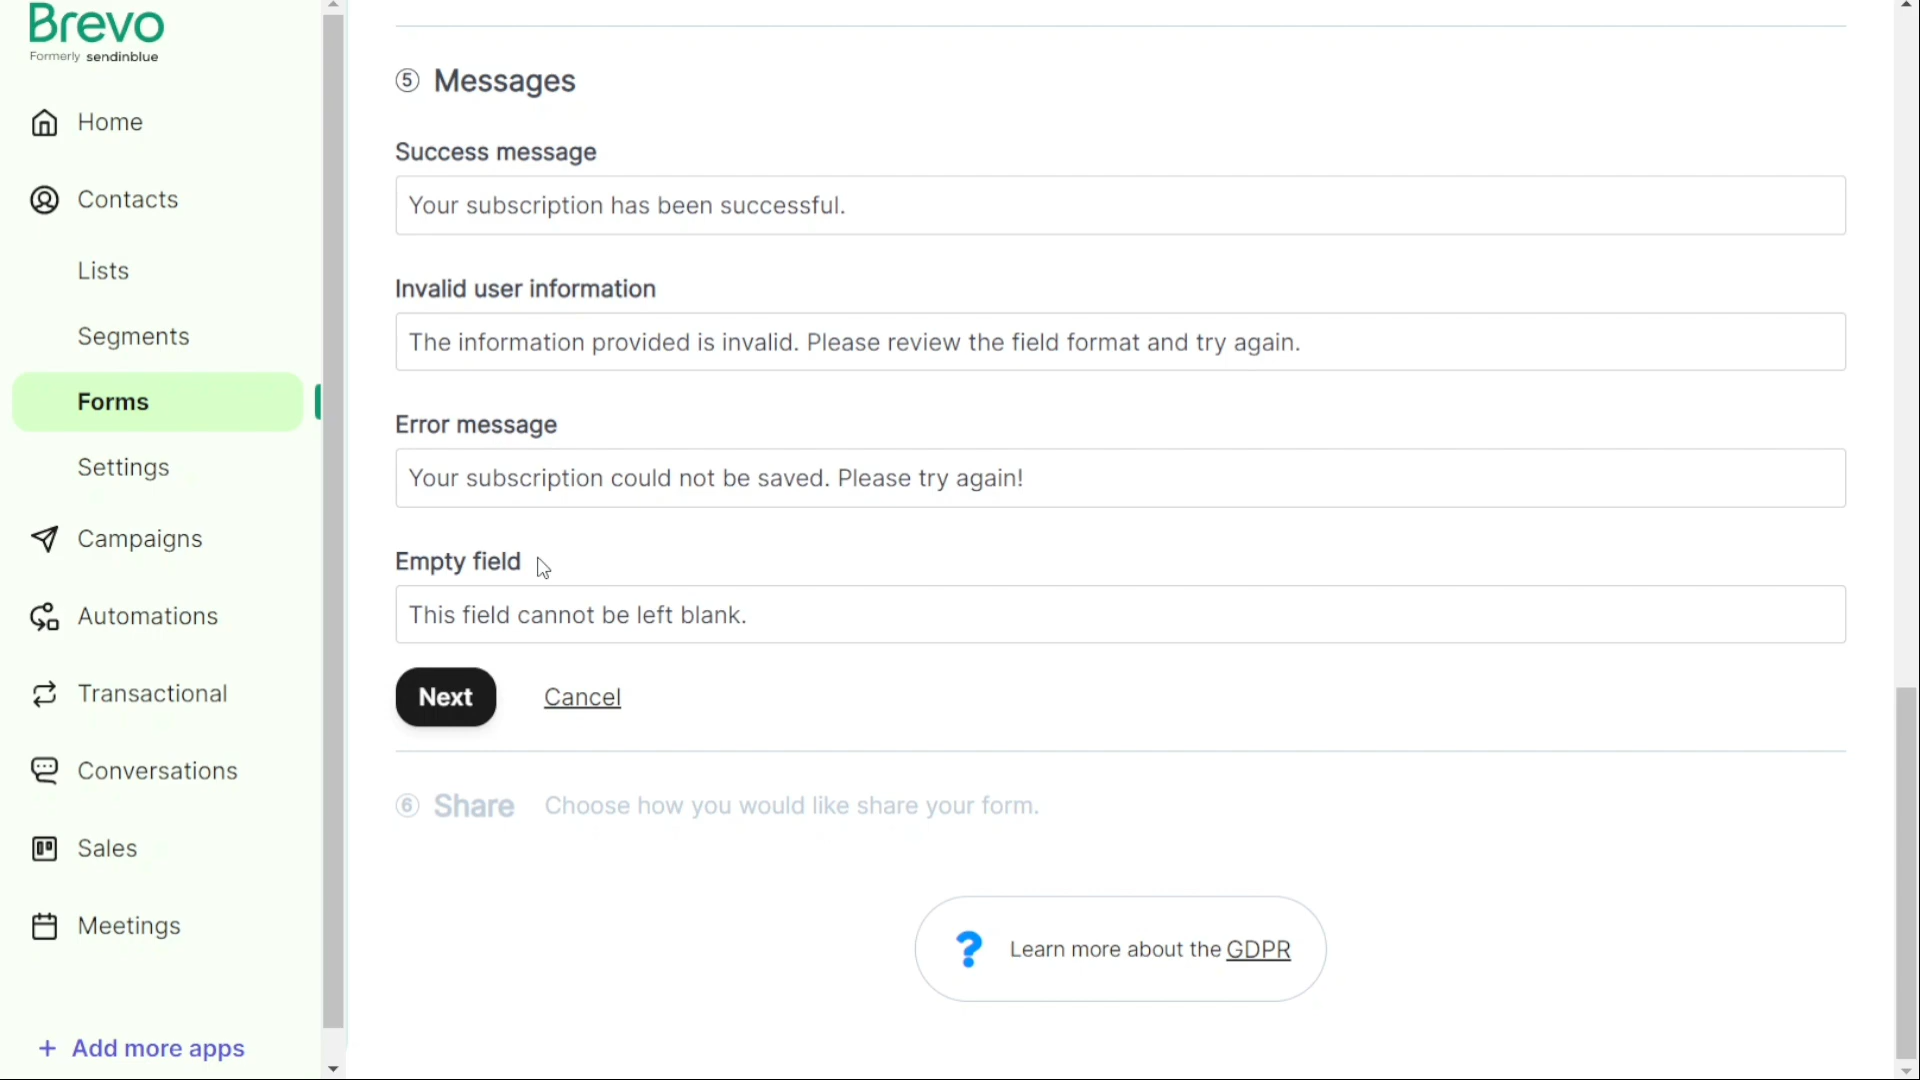 Brevo
Formerly sendinblue
Home
Contacts
Lists
Segments
Forms
Settings
Campaigns
Automations
Transactional
Conversations
Sales
Meetings
+ Add more apps
5 Messages
Success message
Your subscription has been successful.
Invalid user information
The information provided is invalid. Please review the field format and try again.
Error message
Your subscription could not be saved. Please try again!
Empty field
This field cannot be left blank.
Next Cancel
6 Share Choose how you would like share your form.
? Learn more about the GDPR